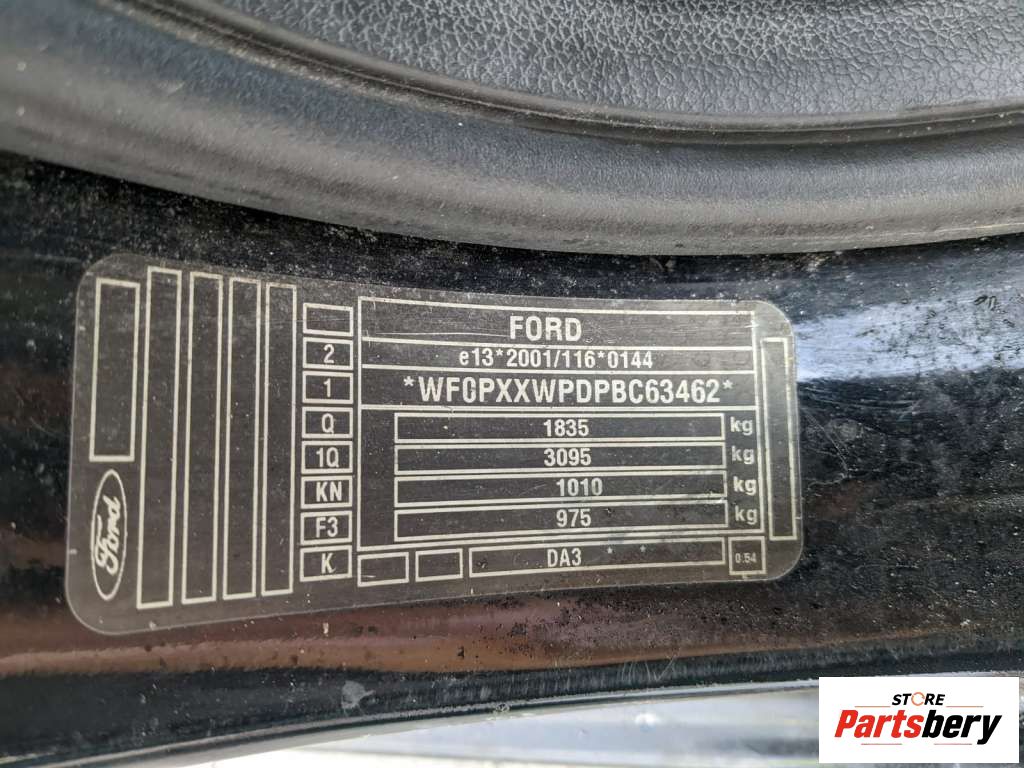 FORD
2 e13*2001/116*0144
1 *WF0PXXWPDPBC63462*
Q 1835 kg
1Q 3095 kg
KN 1010 kg
F3 975 kg
K DA3 * * 0.54
Ford
STORE
Partsbery